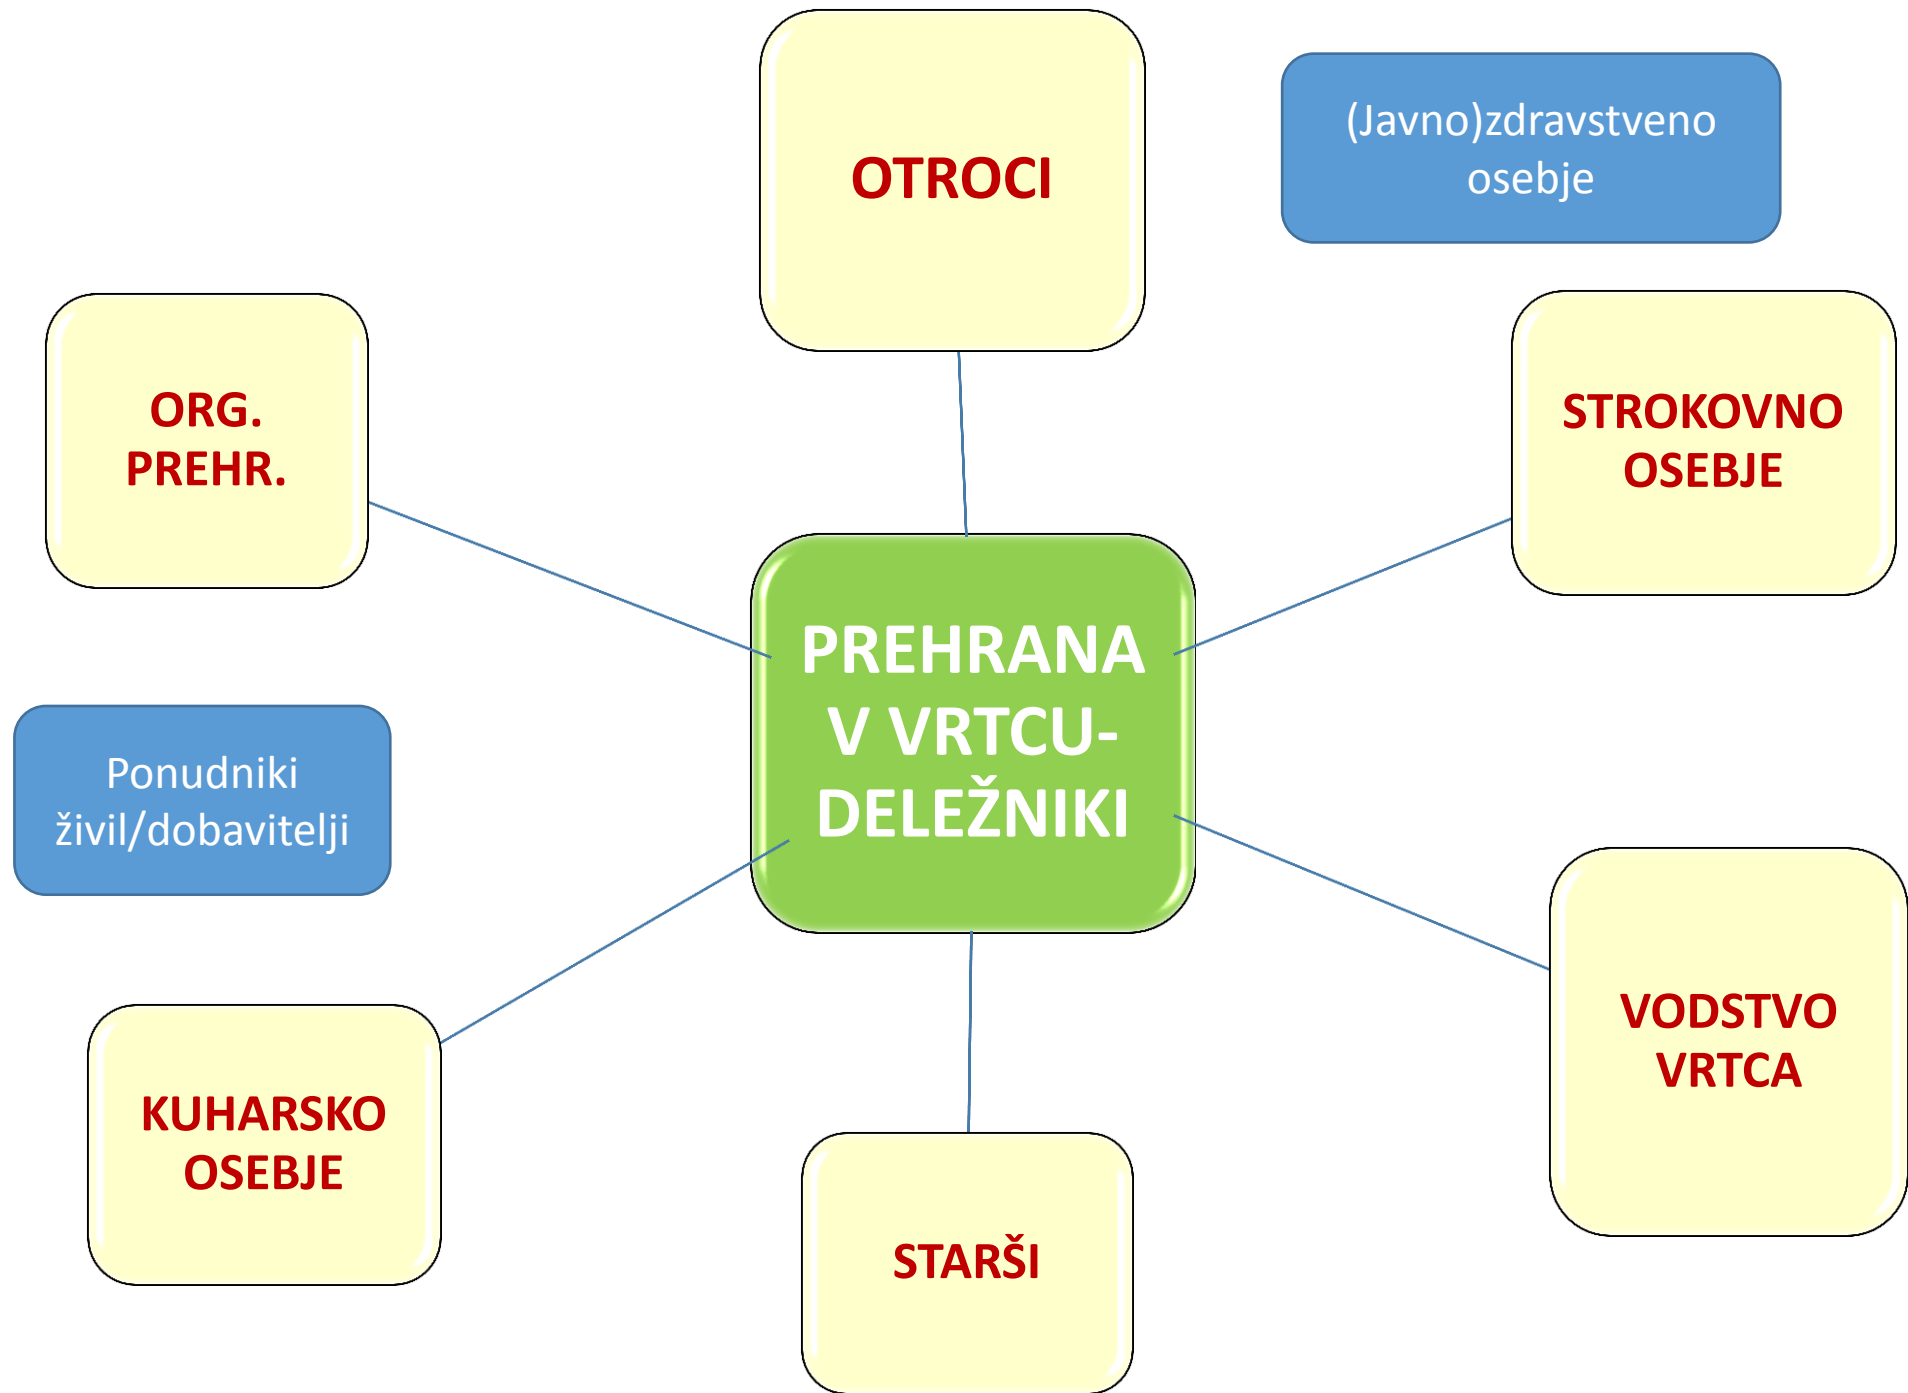 OTROCI
(Javno)zdravstveno
osebje
ORG.
PREHR.
STROKOVNO
OSEBJE
PREHRANA
V VRTCU-
DELEŽNIKI
Ponudniki
živil/dobavitelji
VODSTVO
VRTCA
KUHARSKO
OSEBJE
STARŠI